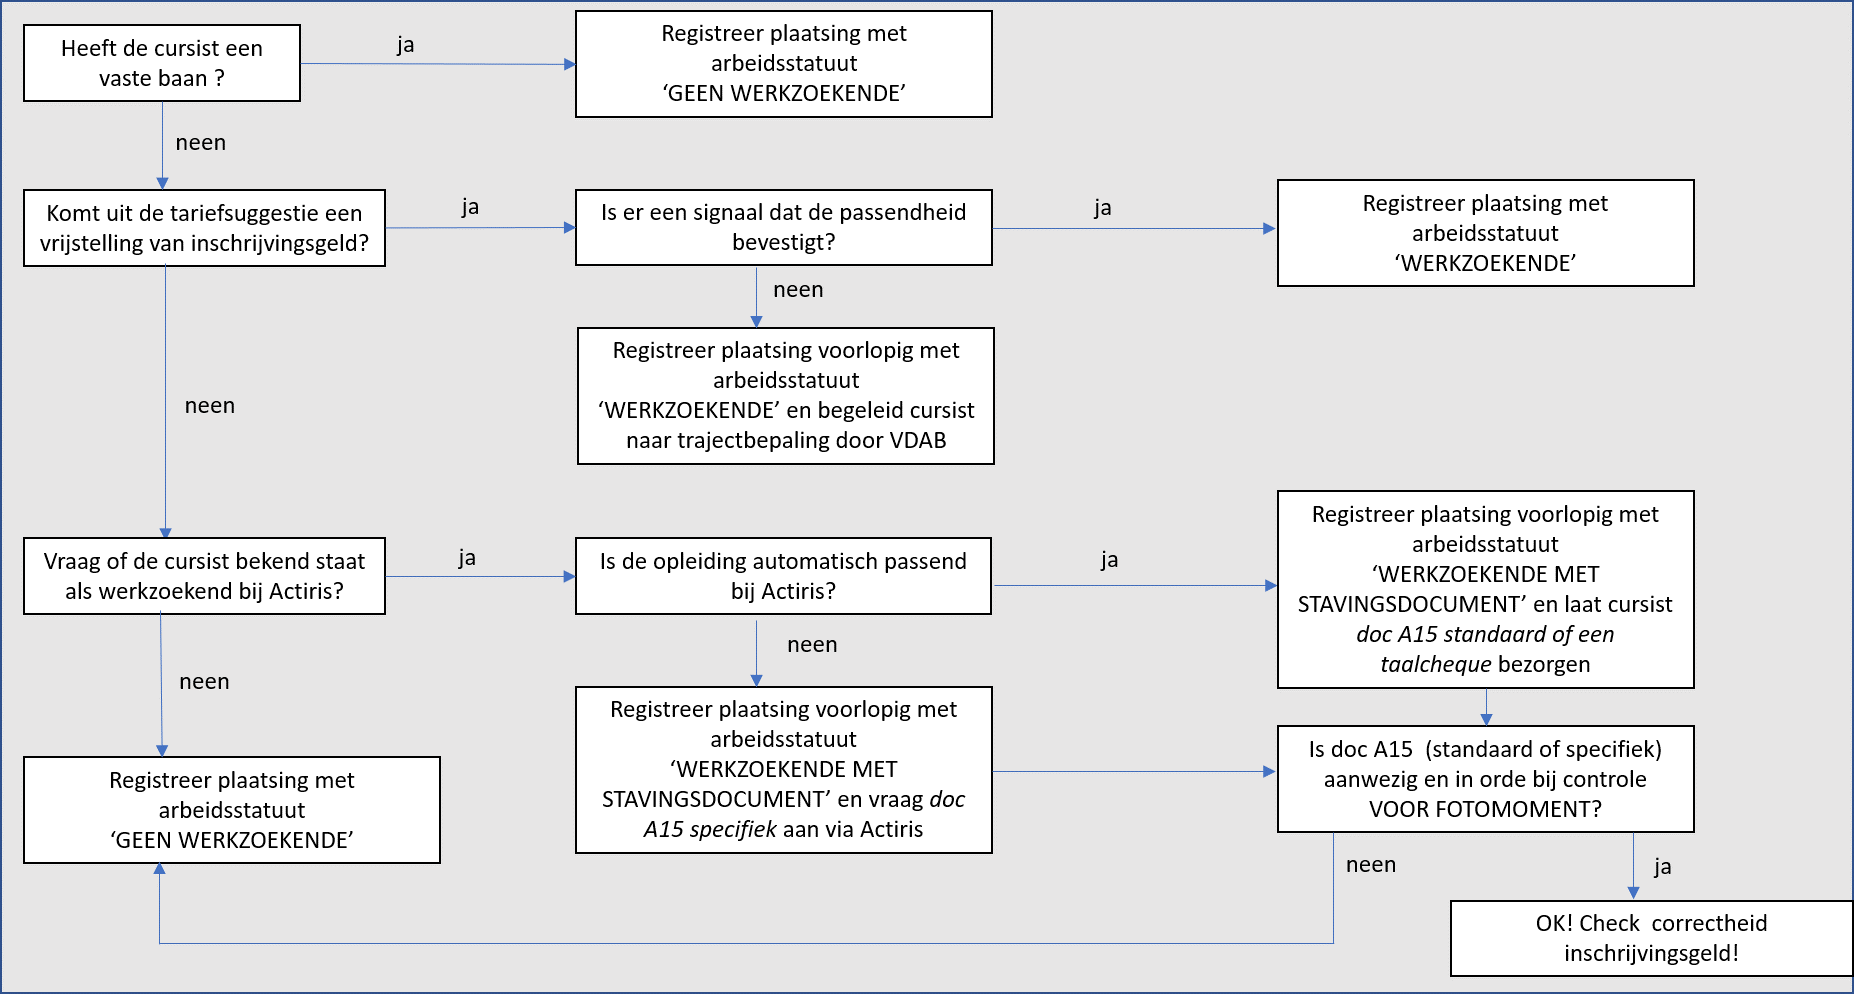 Heeft de cursist een
vaste baan ?
ja
Registreer plaatsing met
arbeidsstatuut
‘GEEN WERKZOEKENDE’
neen
Komt uit de tariefsuggestie een
vrijstelling van inschrijvingsgeld?
ja
Is er een signaal dat de passendheid
bevestigt?
ja
Registreer plaatsing met
arbeidsstatuut
‘WERKZOEKENDE’
neen
Registreer plaatsing voorlopig met
arbeidsstatuut
‘WERKZOEKENDE’ en begeleid cursist
naar trajectbepaling door VDAB
neen
Vraag of de cursist bekend staat
als werkzoekend bij Actiris?
ja
Is de opleiding automatisch passend
bij Actiris?
ja
Registreer plaatsing voorlopig met
arbeidsstatuut
‘WERKZOEKENDE MET
STAVINGSDOCUMENT’ en laat cursist
doc A15 standaard of een
taalcheque bezorgen
neen
neen
Registreer plaatsing voorlopig met
arbeidsstatuut
‘WERKZOEKENDE MET
STAVINGSDOCUMENT’ en vraag doc
A15 specifiek aan via Actiris
Is doc A15  (standaard of specifiek)
aanwezig en in orde bij controle
VOOR FOTOMOMENT?
Registreer plaatsing met
arbeidsstatuut
‘GEEN WERKZOEKENDE’
neen
ja
OK! Check  correctheid
inschrijvingsgeld!